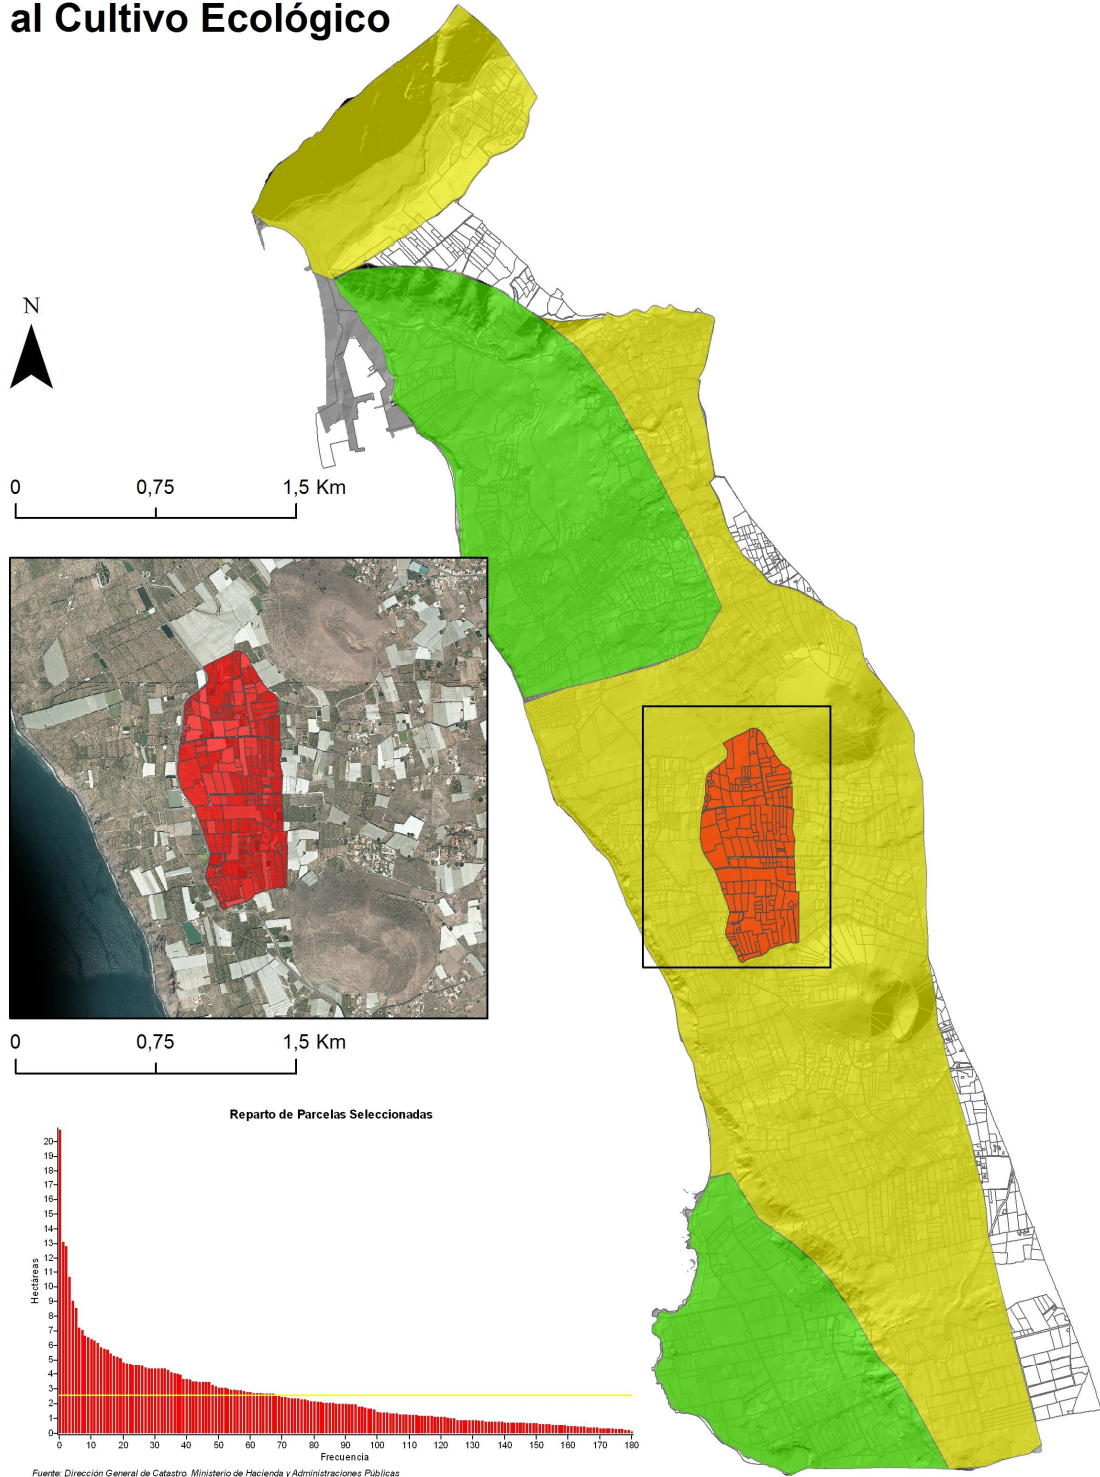 al Cultivo Ecológico
N
0 0,75 1,5 Km
0 0,75 1,5 Km
Reparto de Parcelas Seleccionadas
Hectáreas
20
19
18
17
16
15
14
13
12
11
10
9
8
7
6
5
4
3
2
1
0
0 10 20 30 40 50 60 70 80 90 100 110 120 130 140 150 160 170 180
Frecuencia
Fuente: Dirección General de Catastro. Ministerio de Hacienda y Administraciones Públicas